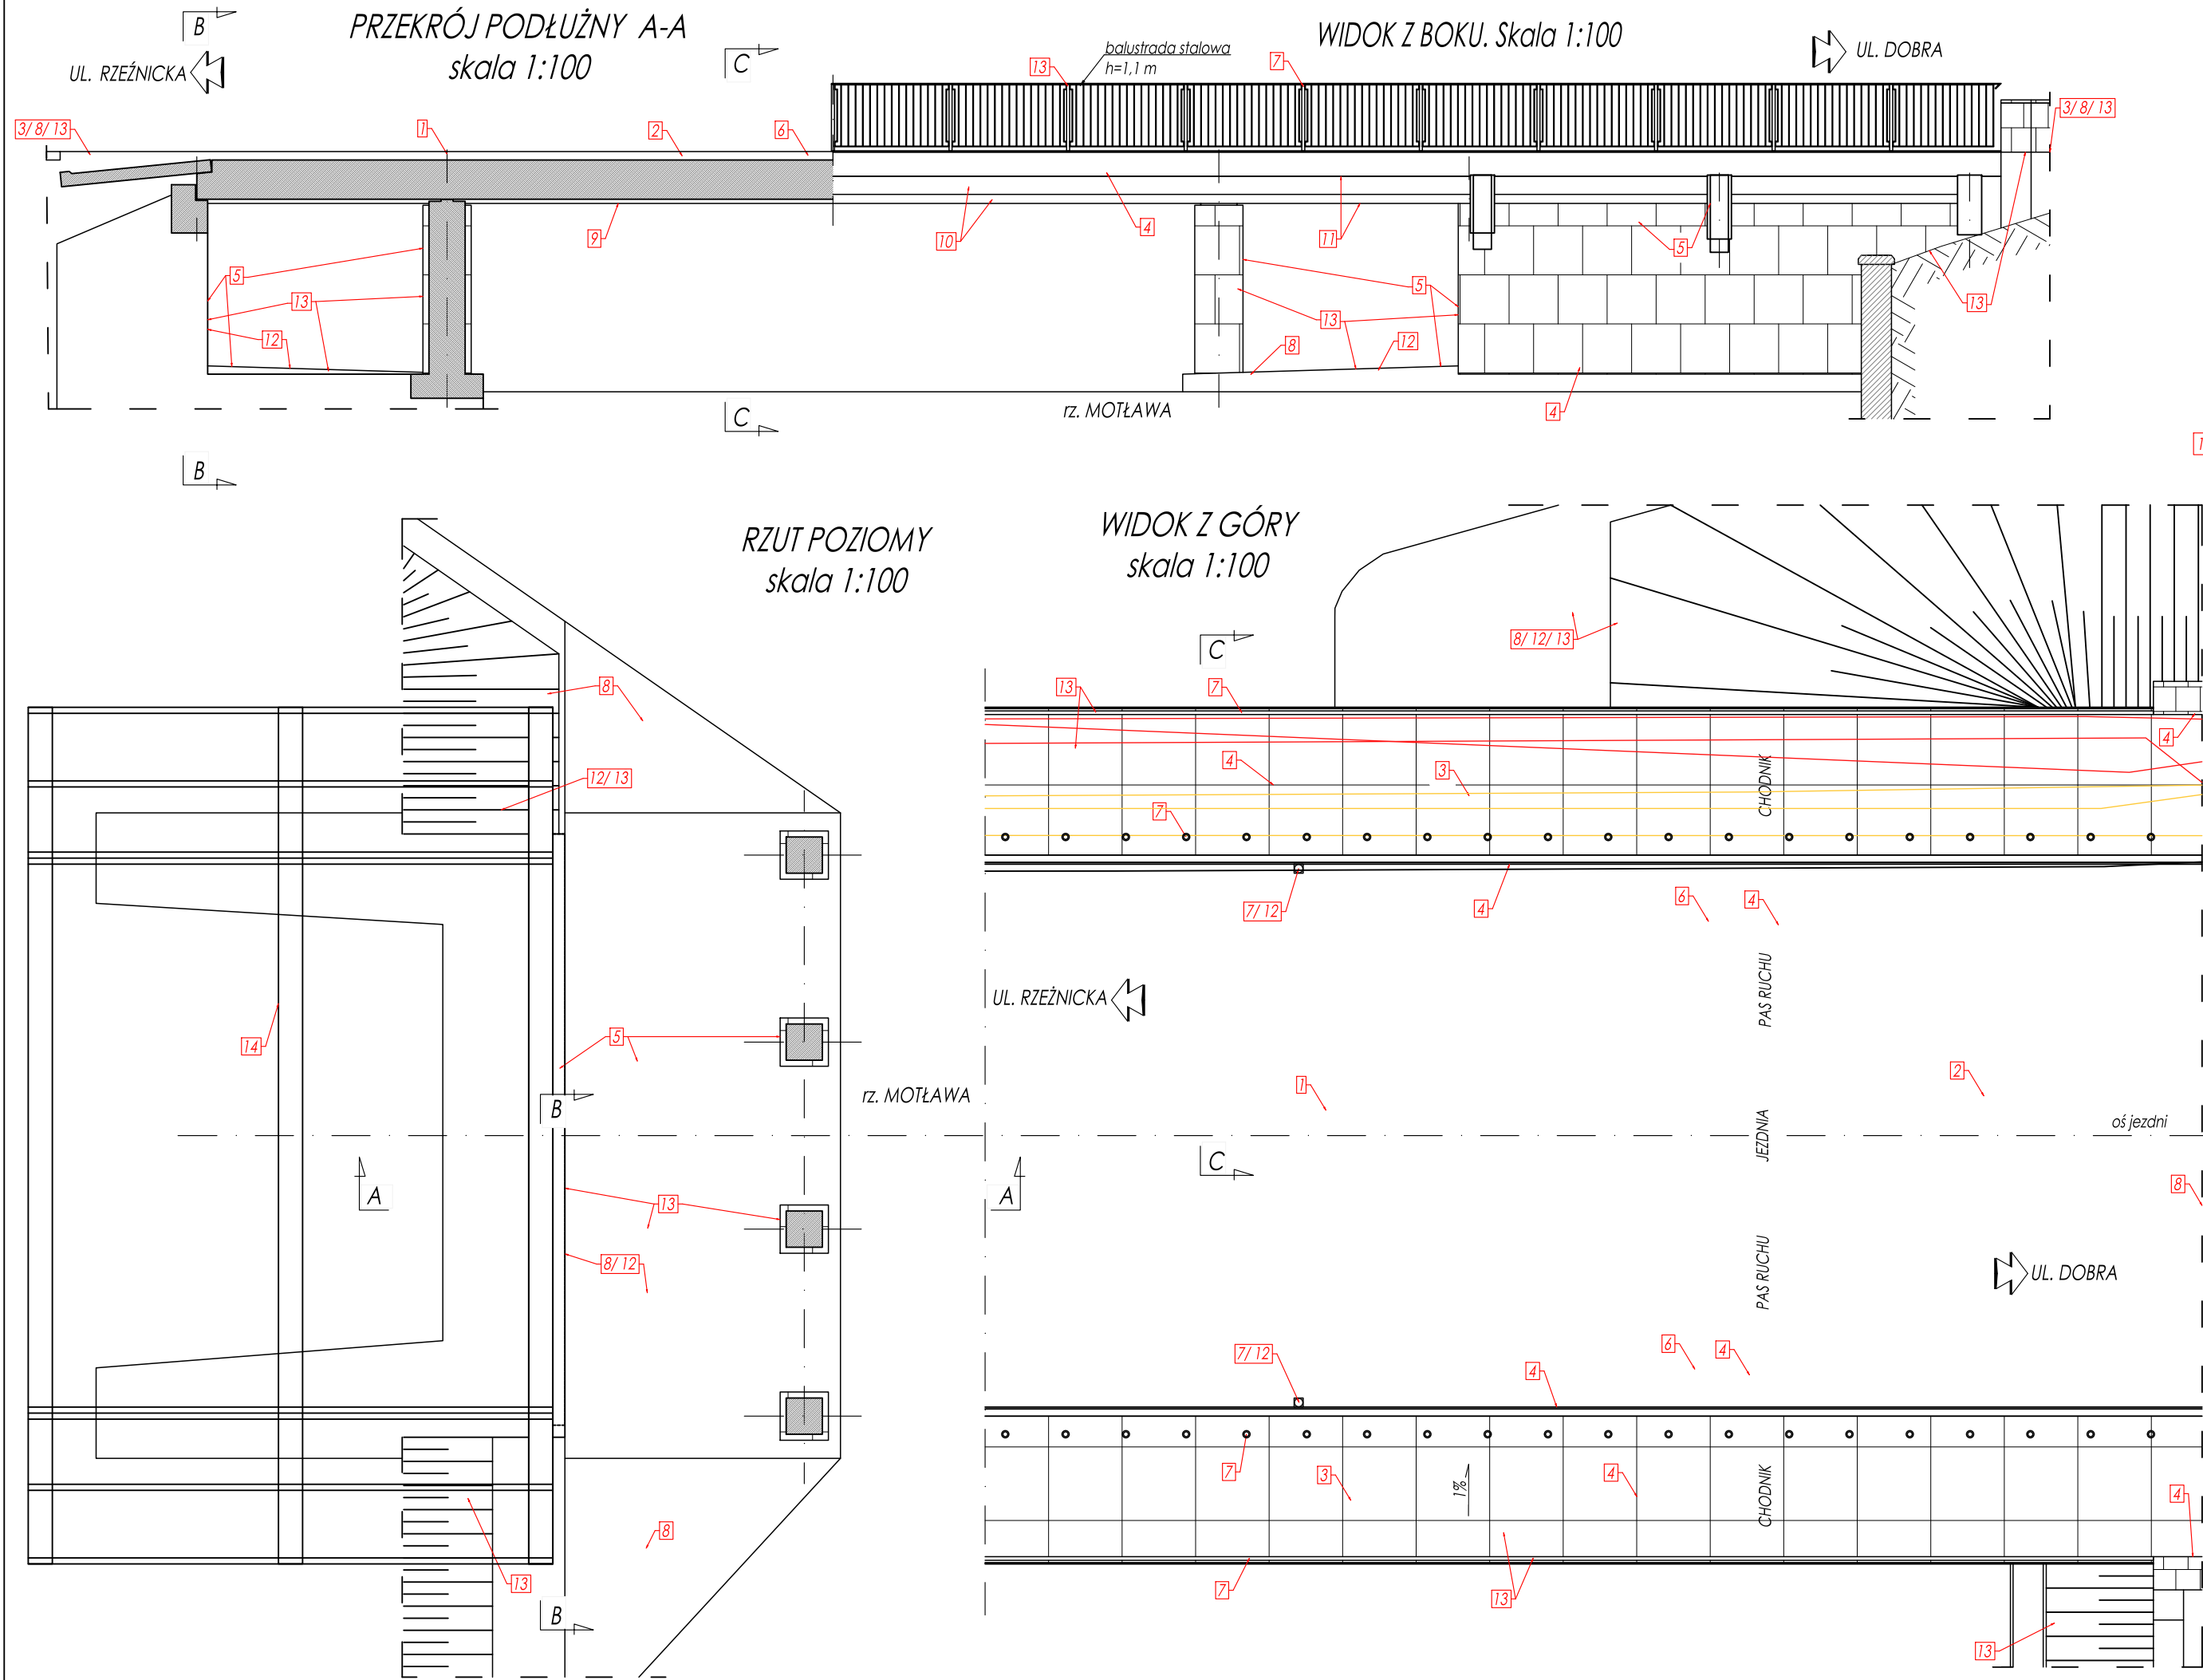 B
PRZEKRÓJ PODŁUŻNY A-A
skala 1:100
UL. RZEŹNICKA
C
balustrada stalowa
h=1,1 m
13
7
WIDOK Z BOKU. Skala 1:100
UL. DOBRA
3/ 8/ 13
1
2
6
3/ 8/ 13
9
10
4
11
5
5
13
12
5
13
8
12
13
C
rz. MOTŁAWA
4
B
RZUT POZIOMY
skala 1:100
WIDOK Z GÓRY
skala 1:100
C
8/ 12/ 13
8
13
7
4
12/ 13
4
3
CHODNIK
7
7/ 12
4
6
4
PAS RUCHU
UL. RZEŹNICKA
14
5
B
rz. MOTŁAWA
1
2
oś jezdni
JEZDNIA
C
A
A
13
8
8/ 12
PAS RUCHU
UL. DOBRA
7/ 12
4
6
4
7
3
1%
4
CHODNIK
4
8
13
B
7
13
13